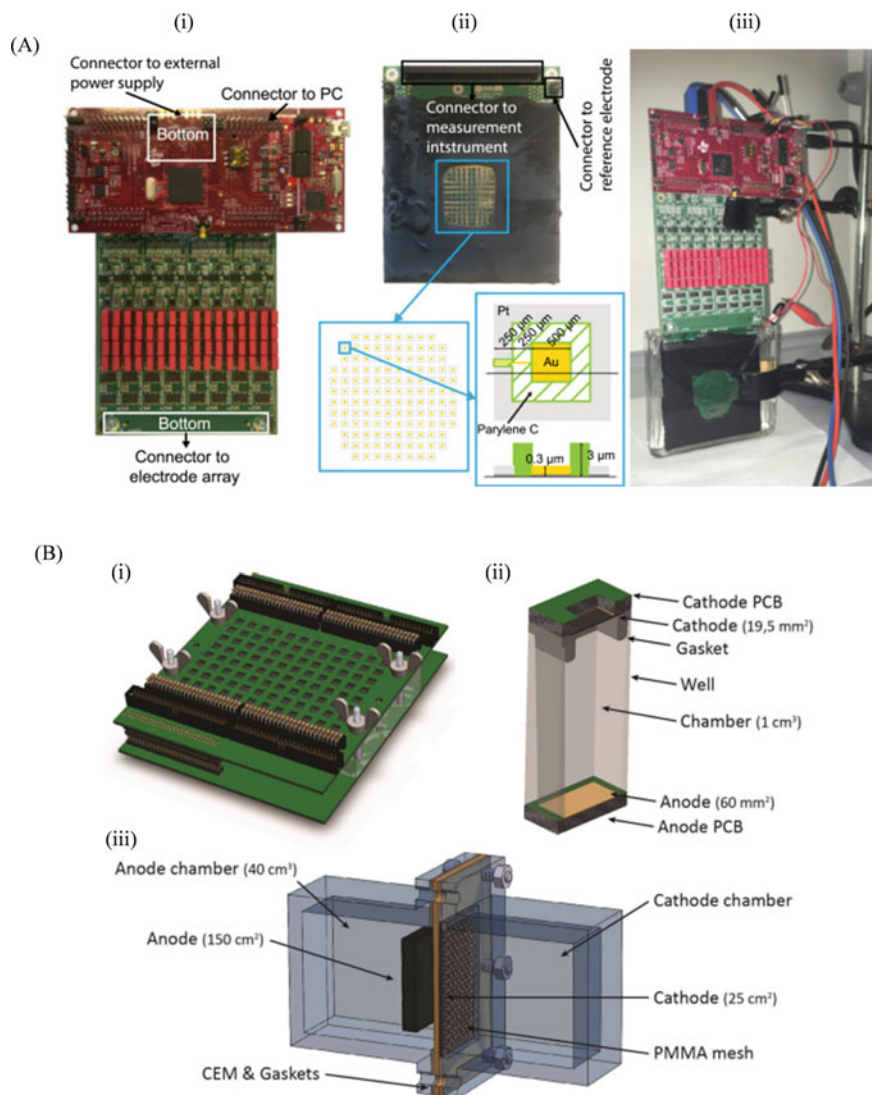 (i)
(ii)
(iii)
(A)
Connector to external
power supply
Connector to PC
Bottom
Bottom
Connector to
electrode array
Connector to
measurement
intstrument
Connector to
reference electrode
Pt
250 µm
250 µm
500 µm
Au
Parylene C
0.3 µm
3 µm
(B)
(i)
(ii)
Cathode PCB
Cathode (19,5 mm²)
Gasket
Well
Chamber (1 cm³)
Anode (60 mm²)
Anode PCB
(iii)
Anode chamber (40 cm³)
Anode (150 cm²)
CEM & Gaskets
Cathode chamber
Cathode (25 cm²)
PMMA mesh